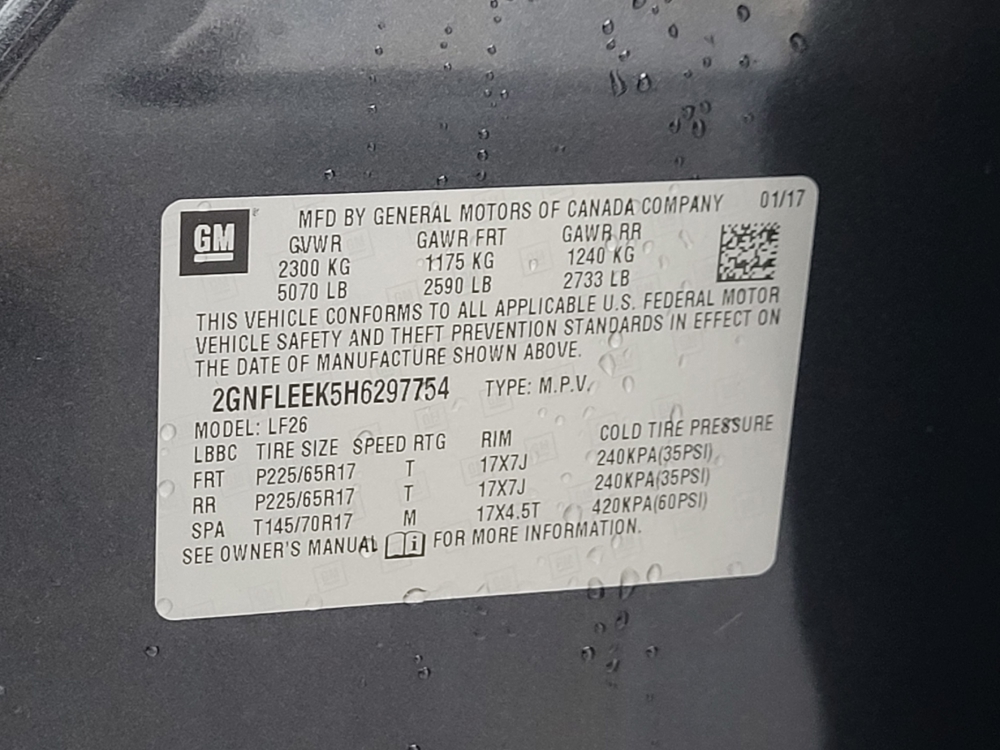 GM
MFD BY GENERAL MOTORS OF CANADA COMPANY 01/17
GVWR GAWR FRT GAWR RR
2300 KG 1175 KG 1240 KG
5070 LB 2590 LB 2733 LB
THIS VEHICLE CONFORMS TO ALL APPLICABLE U.S. FEDERAL MOTOR
VEHICLE SAFETY AND THEFT PREVENTION STANDARDS IN EFFECT ON
THE DATE OF MANUFACTURE SHOWN ABOVE.
2GNFLEEK5H6297754 TYPE: M.P.V.
MODEL: LF26
LBBC TIRE SIZE SPEED RTG RIM COLD TIRE PRESSURE
FRT P225/65R17 T 17X7J 240KPA(35PSI)
RR P225/65R17 T 17X7J 240KPA(35PSI)
SPA T145/70R17 M 17X4.5T 420KPA(60PSI)
SEE OWNER'S MANUAL i FOR MORE INFORMATION.